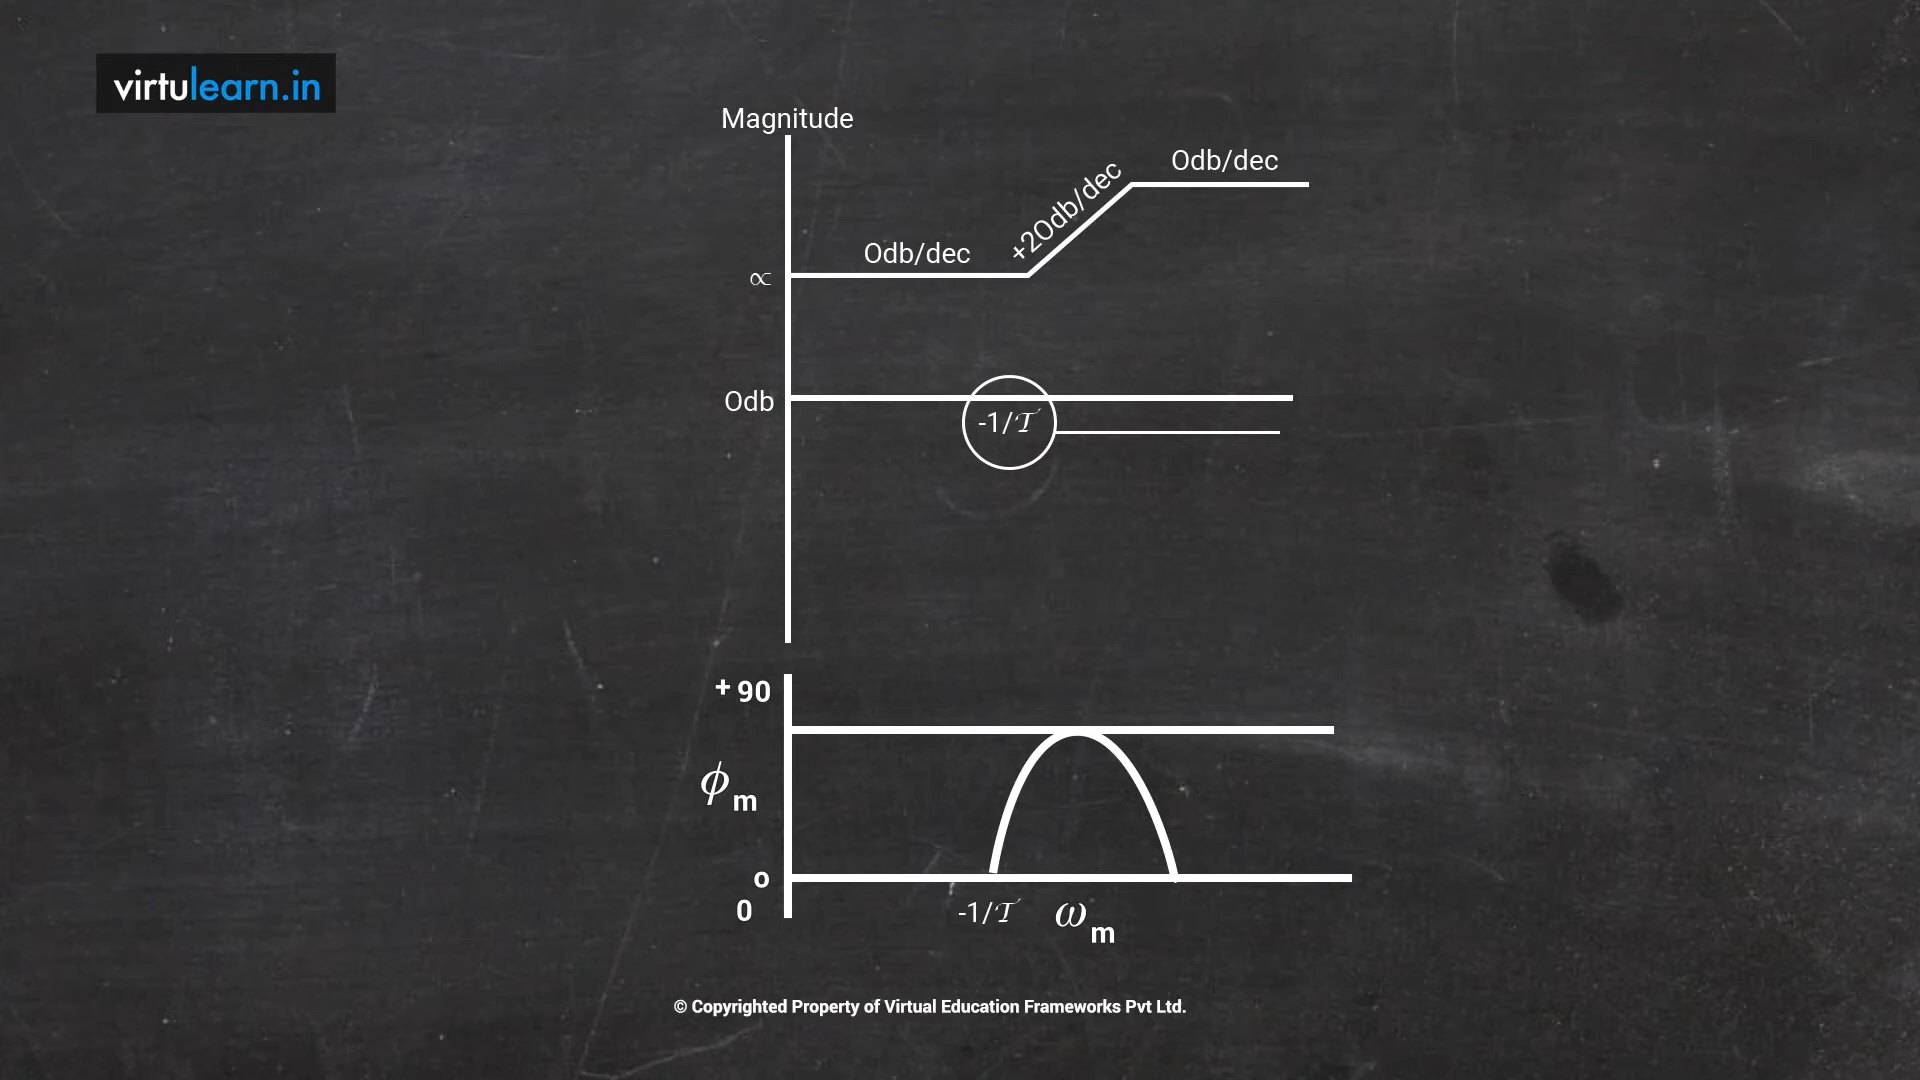 virtulearn.in
Magnitude
Odb/dec
+20db/dec
Odb/dec
∝
Odb
-1/𝒯
+ 90
ϕm
o
0
-1/𝒯
ωm
© Copyrighted Property of Virtual Education Frameworks Pvt Ltd.